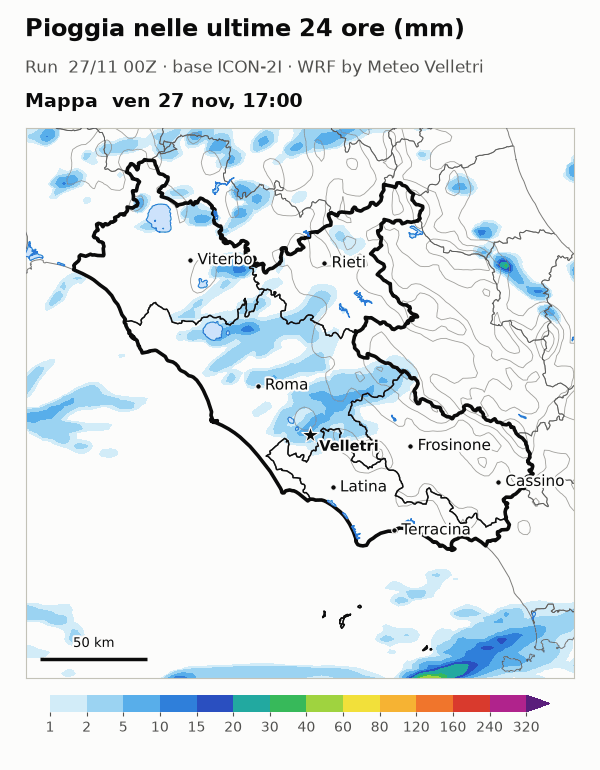 Pioggia nelle ultime 24 ore (mm)
Run 27/11 00Z · base ICON-2I · WRF by Meteo Velletri
Mappa ven 27 nov, 17:00
Viterbo
Rieti
Roma
Velletri
Frosinone
Cassino
Latina
Terracina
50 km
1 2 5 10 15 20 30 40 60 80 120 160 240 320